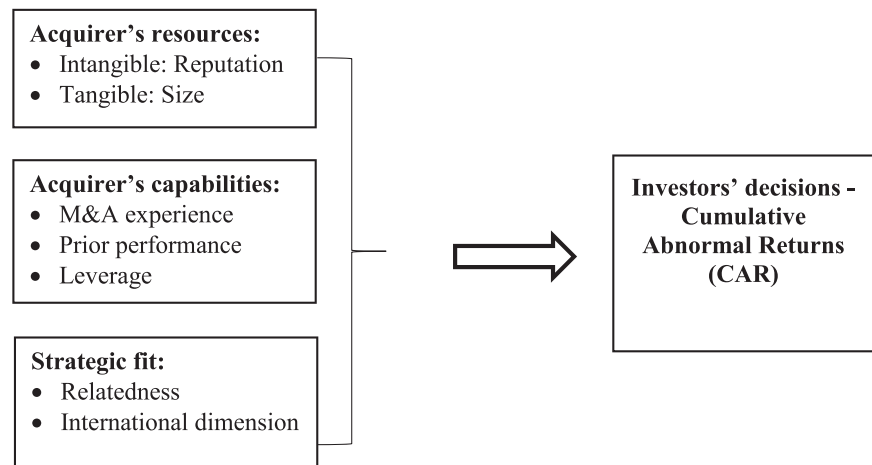 Acquirer’s resources:
• Intangible: Reputation
• Tangible: Size
Acquirer’s capabilities:
• M&A experience
• Prior performance
• Leverage
Strategic fit:
• Relatedness
• International dimension
Investors’ decisions -
Cumulative
Abnormal Returns
(CAR)